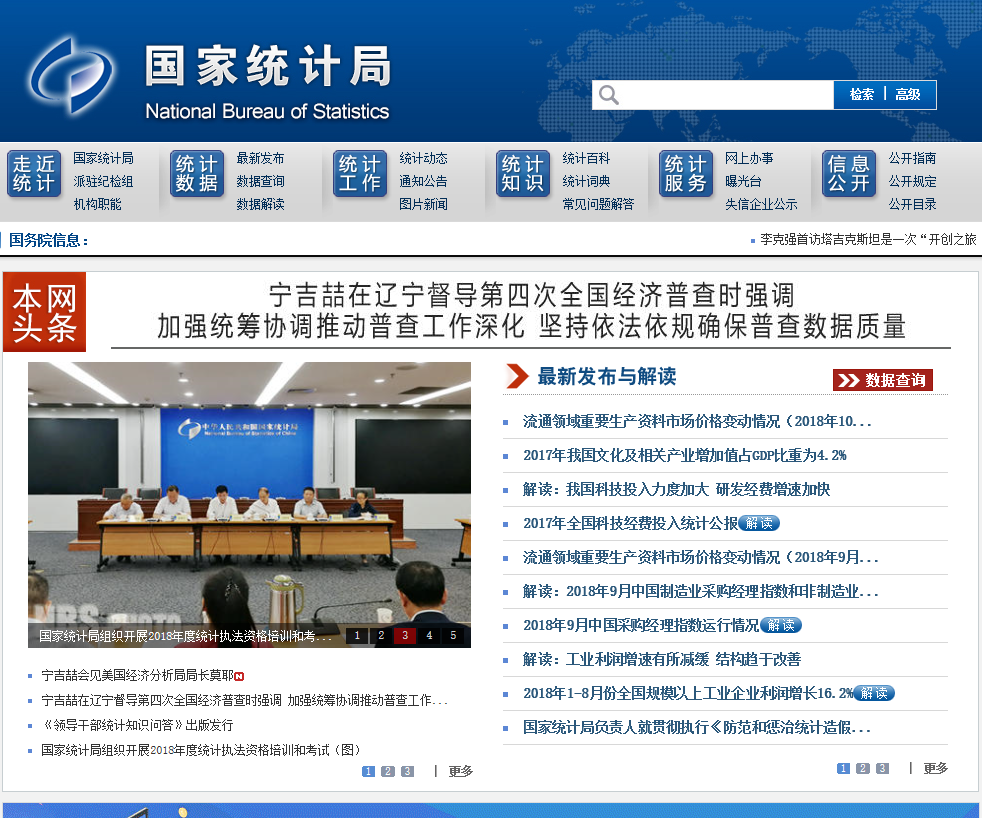 国家统计局
National Bureau of Statistics
检索 | 高级
走近统计
国家统计局
派驻纪检组
机构职能
统计数据
最新发布
数据查询
数据解读
统计工作
统计动态
通知公告
图片新闻
统计知识
统计百科
统计词典
常见问题解答
统计服务
网上办事
曝光台
失信企业公示
信息公开
公开指南
公开规定
公开目录
国务院信息：
李克强首访塔吉克斯坦是一次“开创之旅
本网头条
宁吉喆在辽宁督导第四次全国经济普查时强调
加强统筹协调推动普查工作深化 坚持依法依规确保普查数据质量
中华人民共和国国家统计局
National Bureau of Statistics of China
国家统计局组织开展2018年度统计执法资格培训和考...
1 2 3 4 5
宁吉喆会见美国经济分析局局长莫耶N
宁吉喆在辽宁督导第四次全国经济普查时强调 加强统筹协调推动普查工作...
《领导干部统计知识问答》出版发行
国家统计局组织开展2018年度统计执法资格培训和考试（图）
1 2 3 | 更多
最新发布与解读
数据查询
流通领域重要生产资料市场价格变动情况（2018年10...
2017年我国文化及相关产业增加值占GDP比重为4.2%
解读：我国科技投入力度加大 研发经费增速加快
2017年全国科技经费投入统计公报 解读
流通领域重要生产资料市场价格变动情况（2018年9月...
解读：2018年9月中国制造业采购经理指数和非制造业...
2018年9月中国采购经理指数运行情况 解读
解读：工业利润增速有所减缓 结构趋于改善
2018年1-8月份全国规模以上工业企业利润增长16.2% 解读
国家统计局负责人就贯彻执行《防范和惩治统计造假...
1 2 3 | 更多